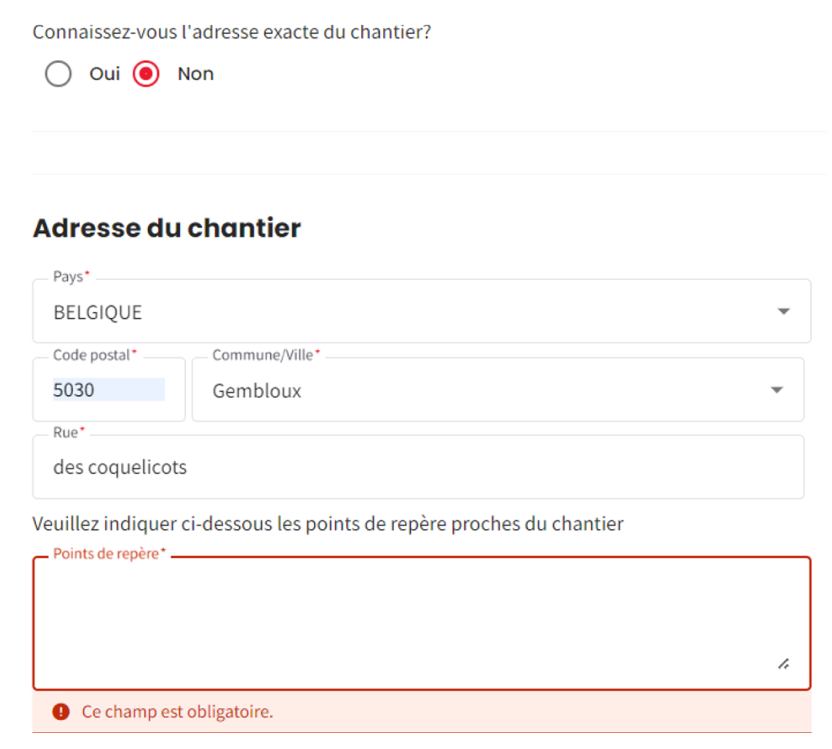 Connaissez-vous l'adresse exacte du chantier?
Oui Non
Adresse du chantier
Pays*
BELGIQUE
Code postal* Commune/Ville*
5030 Gembloux
Rue*
des coquelicots
Veuillez indiquer ci-dessous les points de repère proches du chantier
Points de repère*
Ce champ est obligatoire.